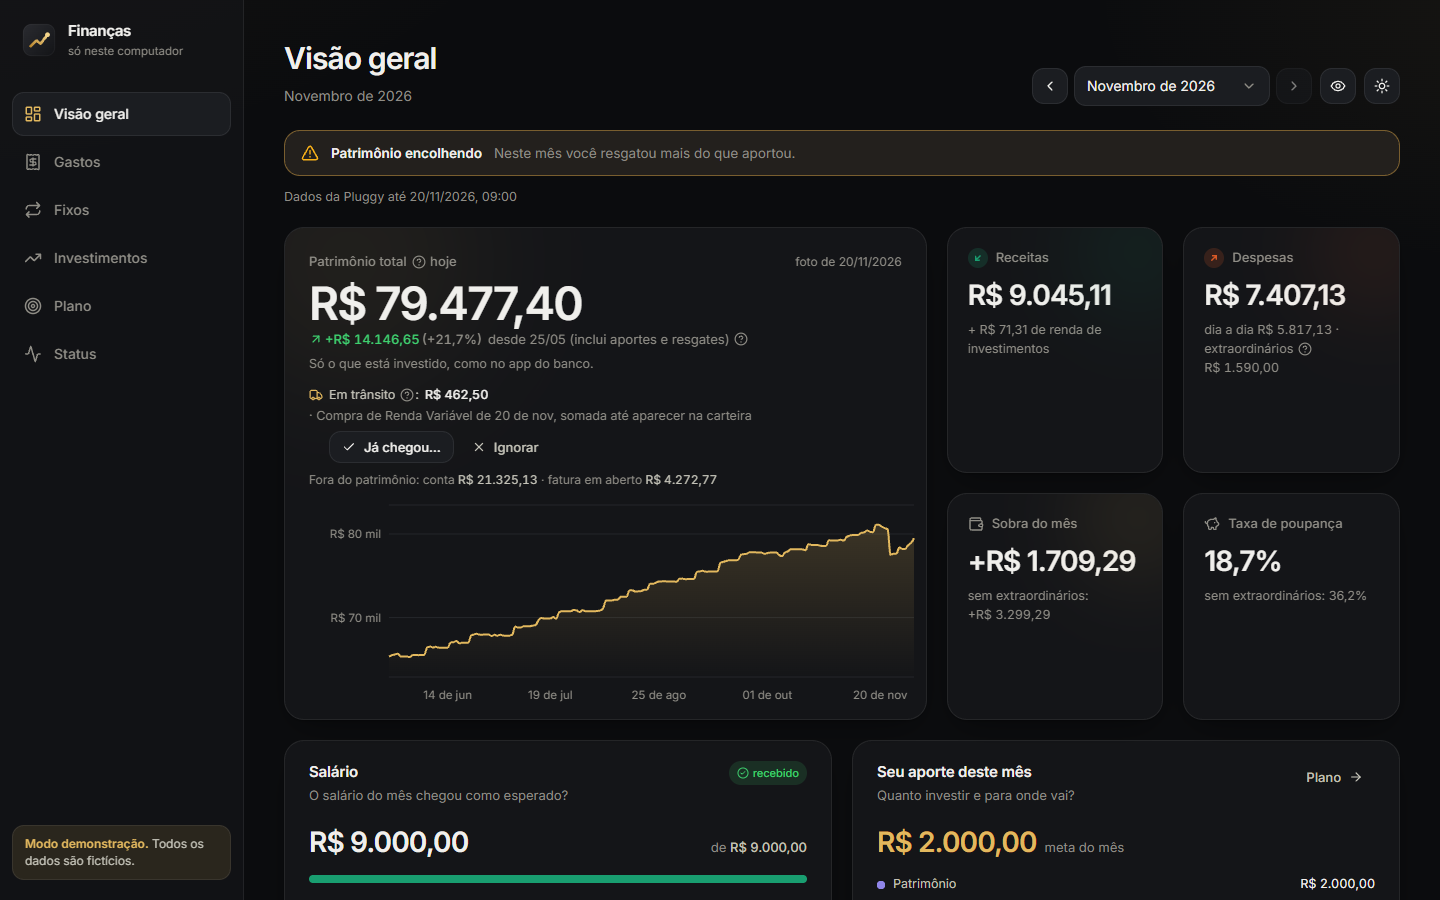 Finanças
só neste computador
Visão geral
Gastos
Fixos
Investimentos
Plano
Status
Modo demonstração. Todos os
dados são fictícios.
Visão geral
Novembro de 2026
Novembro de 2026
Patrimônio encolhendo Neste mês você resgatou mais do que aportou.
Dados da Pluggy até 20/11/2026, 09:00
Patrimônio total hoje
foto de 20/11/2026
R$ 79.477,40
+R$ 14.146,65 (+21,7%) desde 25/05 (inclui aportes e resgates)
Só o que está investido, como no app do banco.
Em trânsito : R$ 462,50
· Compra de Renda Variável de 20 de nov, somada até aparecer na carteira
Já chegou... Ignorar
Fora do patrimônio: conta R$ 21.325,13 · fatura em aberto R$ 4.272,77
R$ 80 mil
R$ 70 mil
14 de jun 19 de jul 25 de ago 01 de out 20 de nov
Receitas
R$ 9.045,11
+ R$ 71,31 de renda de
investimentos
Despesas
R$ 7.407,13
dia a dia R$ 5.817,13 ·
extraordinários
R$ 1.590,00
Sobra do mês
+R$ 1.709,29
sem extraordinários:
+R$ 3.299,29
Taxa de poupança
18,7%
sem extraordinários: 36,2%
Salário
recebido
O salário do mês chegou como esperado?
R$ 9.000,00
de R$ 9.000,00
Seu aporte deste mês
Plano
Quanto investir e para onde vai?
R$ 2.000,00 meta do mês
Patrimônio
R$ 2.000,00